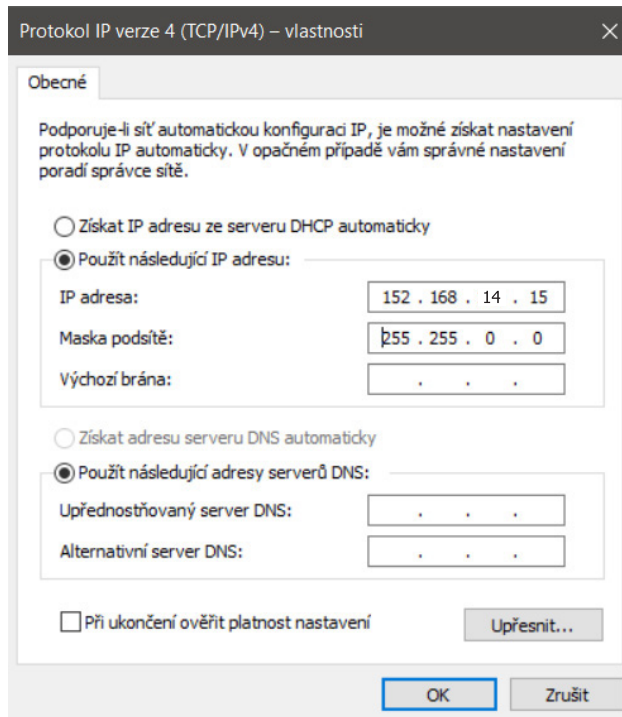 Protokol IP verze 4 (TCP/IPv4) – vlastnosti
Obecné
Podporuje-li síť automatickou konfiguraci IP, je možné získat nastavení
protokolu IP automaticky. V opačném případě vám správné nastavení
poradí správce sítě.
Získat IP adresu ze serveru DHCP automaticky
Použít následující IP adresu:
IP adresa: 152 . 168 . 14 . 15
Maska podsítě: 255 . 255 . 0 . 0
Výchozí brána: . . .
Získat adresu serveru DNS automaticky
Použít následující adresy serverů DNS:
Upřednostňovaný server DNS: . . .
Alternativní server DNS: . . .
Při ukončení ověřit platnost nastavení
Upřesnit...
OK Zrušit